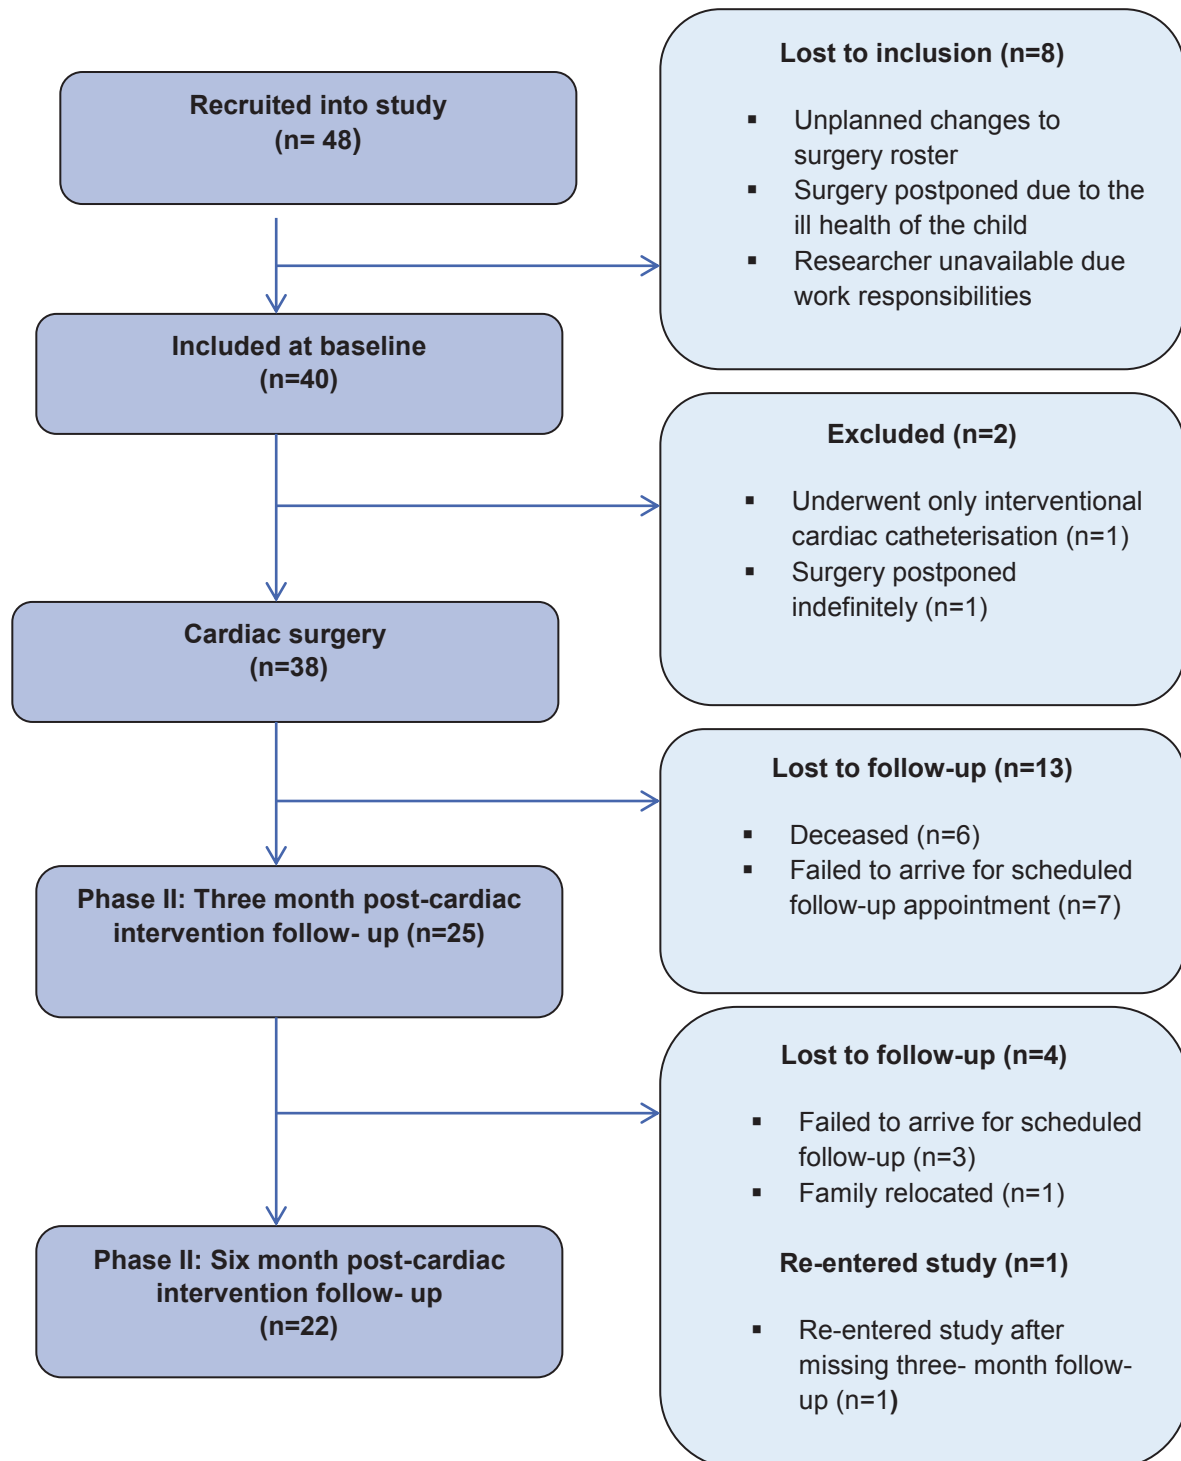 Recruited into study
(n= 48)
Lost to inclusion (n=8)
▪ Unplanned changes to
surgery roster
▪ Surgery postponed due to the
ill health of the child
▪ Researcher unavailable due
work responsibilities
Included at baseline
(n=40)
Excluded (n=2)
▪ Underwent only interventional
cardiac catheterisation (n=1)
▪ Surgery postponed
indefinitely (n=1)
Cardiac surgery
(n=38)
Lost to follow-up (n=13)
▪ Deceased (n=6)
▪ Failed to arrive for scheduled
follow-up appointment (n=7)
Phase II: Three month post-cardiac
intervention follow- up (n=25)
Lost to follow-up (n=4)
▪ Failed to arrive for scheduled
follow-up (n=3)
▪ Family relocated (n=1)
Re-entered study (n=1)
▪ Re-entered study after
missing three- month follow-
up (n=1)
Phase II: Six month post-cardiac
intervention follow- up
(n=22)